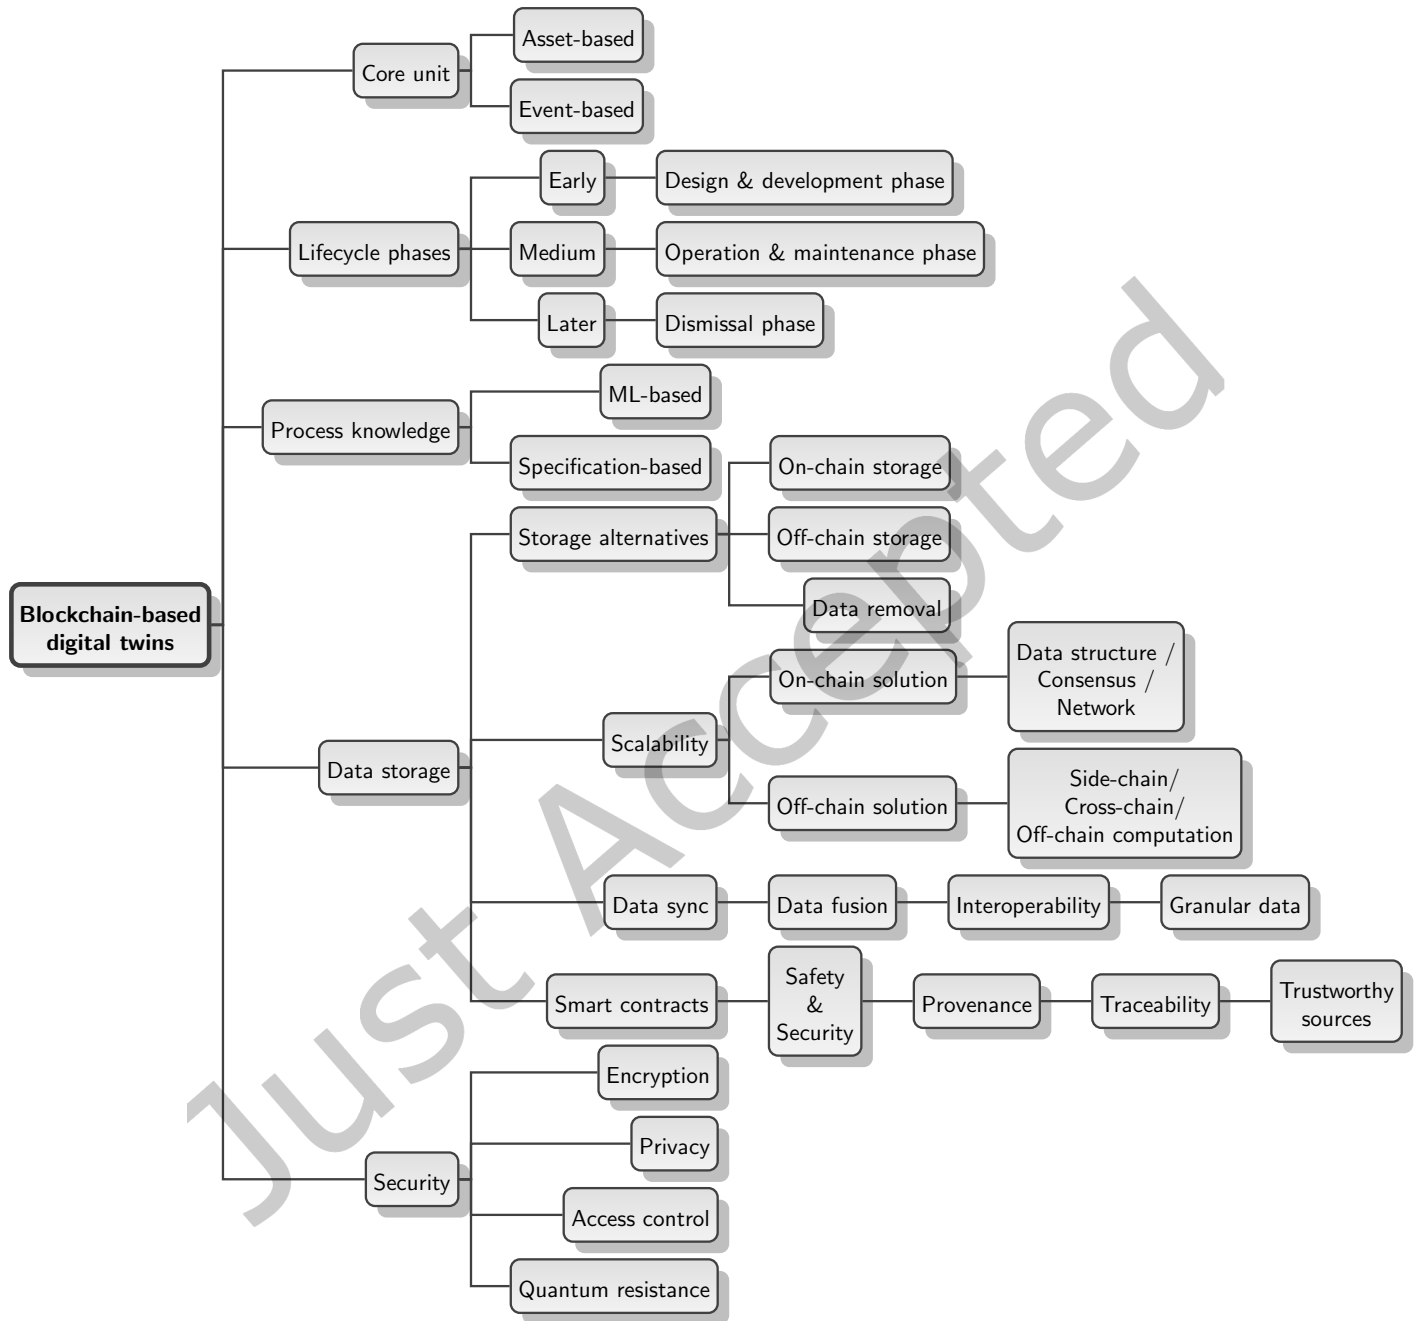 Asset-based
Core unit
Event-based
Early
Design & development phase
Lifecycle phases
Medium
Operation & maintenance phase
Later
Dismissal phase
ML-based
Process knowledge
Specification-based
On-chain storage
Storage alternatives
Off-chain storage
Data removal
Blockchain-based
digital twins
On-chain solution
Data structure /
Consensus /
Network
Scalability
Data storage
Off-chain solution
Side-chain/
Cross-chain/
Off-chain computation
Data sync
Data fusion
Interoperability
Granular data
Smart contracts
Safety
&
Security
Provenance
Traceability
Trustworthy
sources
Encryption
Privacy
Security
Access control
Quantum resistance
Just Accepted